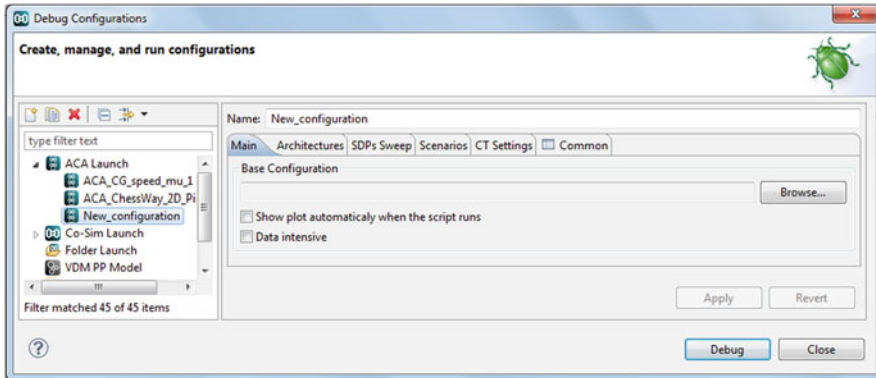 Debug Configurations
Create, manage, and run configurations
type filter text
ACA Launch
ACA_CG_speed_mu_1
ACA_ChessWay_2D_Pi
New_configuration
Co-Sim Launch
Folder Launch
VDM PP Model
Filter matched 45 of 45 items
Name: New_configuration
Main Architectures SDPs Sweep Scenarios CT Settings Common
Base Configuration
Browse...
Show plot automaticaly when the script runs
Data intensive
Apply Revert
Debug Close